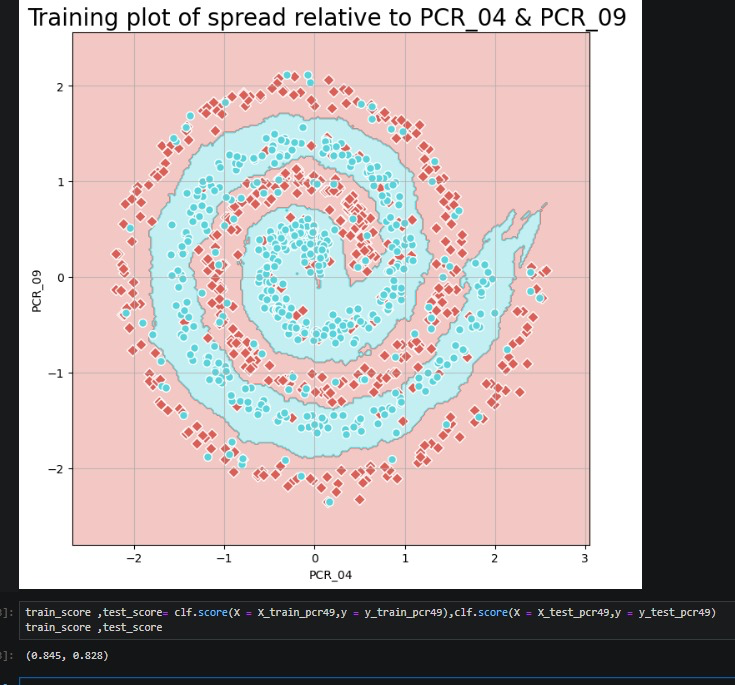 Training plot of spread relative to PCR_04 & PCR_09
2
1
0
−1
−2
PCR_09
−2 −1 0 1 2 3
PCR_04
]: train_score ,test_score= clf.score(X = X_train_pcr49,y = y_train_pcr49),clf.score(X = X_test_pcr49,y = y_test_pcr49)
train_score ,test_score
]: (0.845, 0.828)